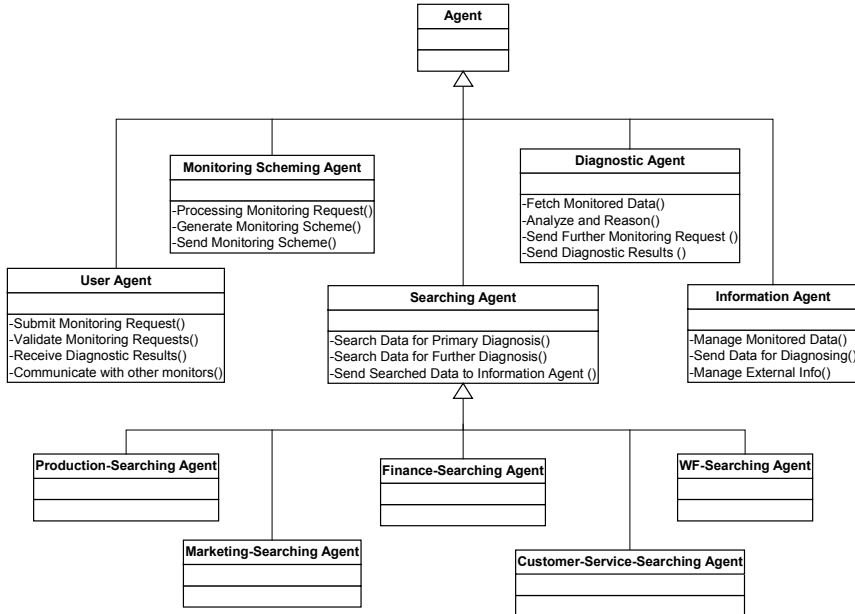 Agent
Monitoring Scheming Agent
-Processing Monitoring Request()
-Generate Monitoring Scheme()
-Send Monitoring Scheme()
Diagnostic Agent
-Fetch Monitored Data()
-Analyze and Reason()
-Send Further Monitoring Request ()
-Send Diagnostic Results ()
User Agent
-Submit Monitoring Request()
-Validate Monitoring Requests()
-Receive Diagnostic Results()
-Communicate with other monitors()
Searching Agent
-Search Data for Primary Diagnosis()
-Search Data for Further Diagnosis()
-Send Searched Data to Information Agent ()
Information Agent
-Manage Monitored Data()
-Send Data for Diagnosing()
-Manage External Info()
Production-Searching Agent
Finance-Searching Agent
WF-Searching Agent
Marketing-Searching Agent
Customer-Service-Searching Agent